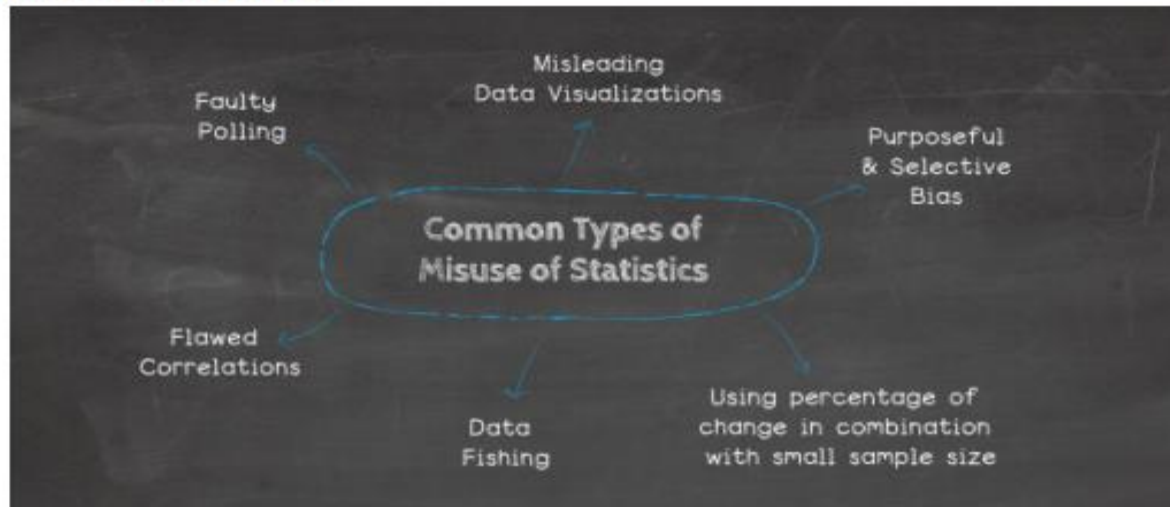 Common Types of
Misuse of Statistics
Faulty
Polling
Misleading
Data Visualizations
Purposeful
& Selective
Bias
Flawed
Correlations
Data
Fishing
Using percentage of
change in combination
with small sample size